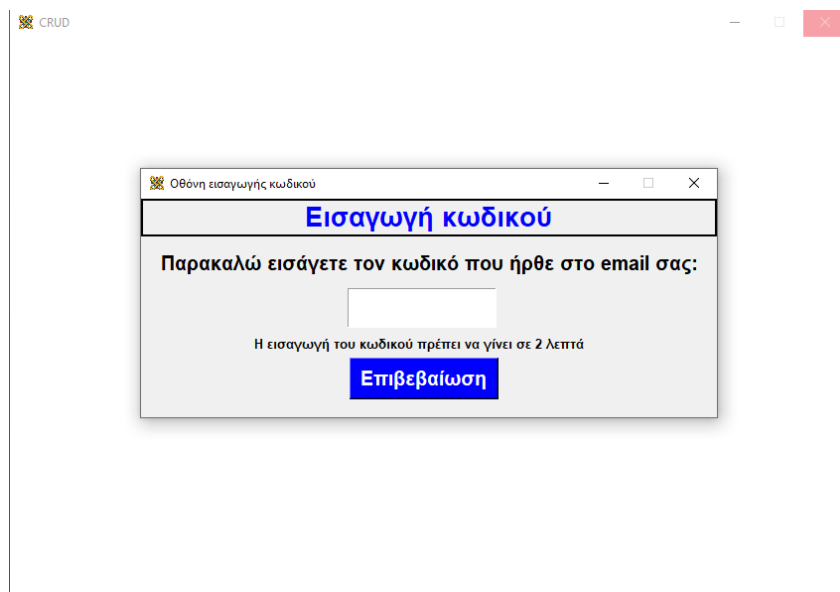 CRUD
Οθόνη εισαγωγής κωδικού
Εισαγωγή κωδικού
Παρακαλώ εισάγετε τον κωδικό που ήρθε στο email σας:
Η εισαγωγή του κωδικού πρέπει να γίνει σε 2 λεπτά
Επιβεβαίωση